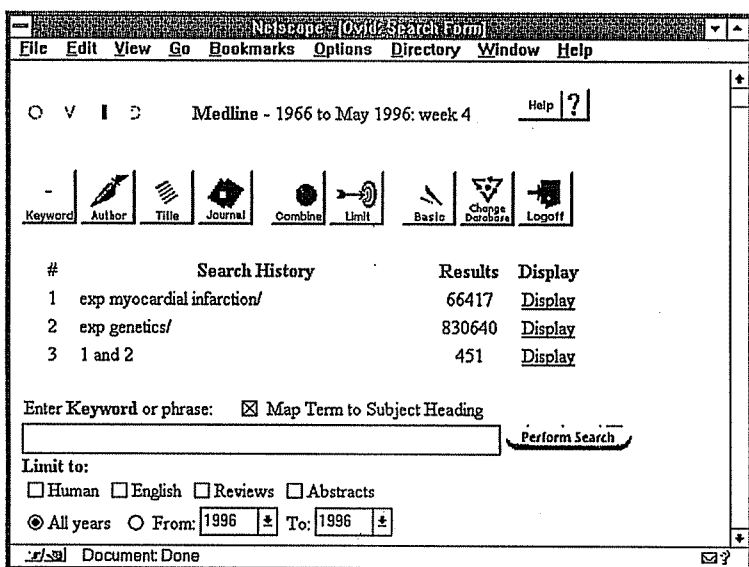 Netscape - [Ovid: Search Form]
File Edit View Go Bookmarks Options Directory Window Help
O V I D Medline - 1966 to May 1996: week 4 Help ?
Keyword Author Title Journal Combine Limit Basic Change Database Logoff
# Search History Results Display
1 exp myocardial infarction/ 66417 Display
2 exp genetics/ 830640 Display
3 1 and 2 451 Display
Enter Keyword or phrase: Map Term to Subject Heading
Perform Search
Limit to:
Human English Reviews Abstracts
All years From: 1996 To: 1996
Document: Done